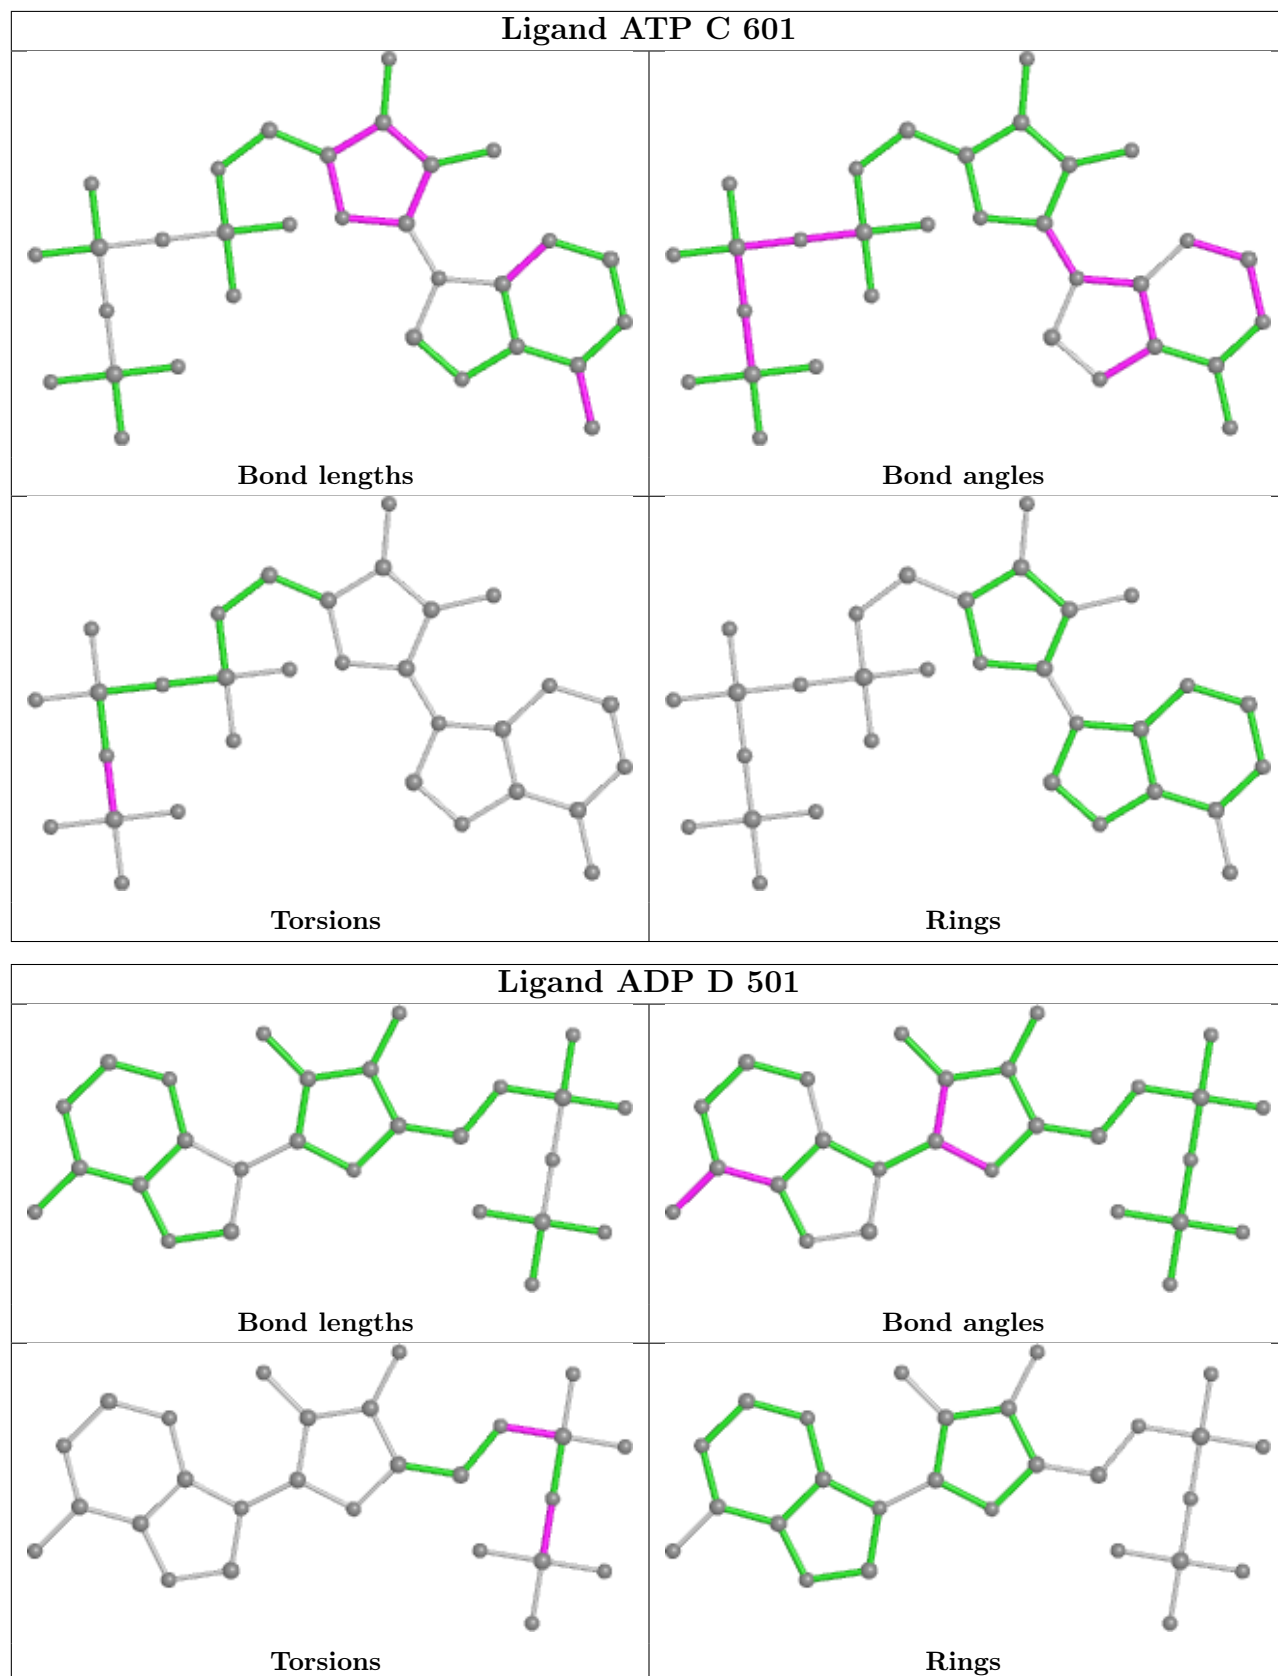 Ligand ATP C 601
Bond lengths
Bond angles
Torsions
Rings
Ligand ADP D 501
Bond lengths
Bond angles
Torsions
Rings